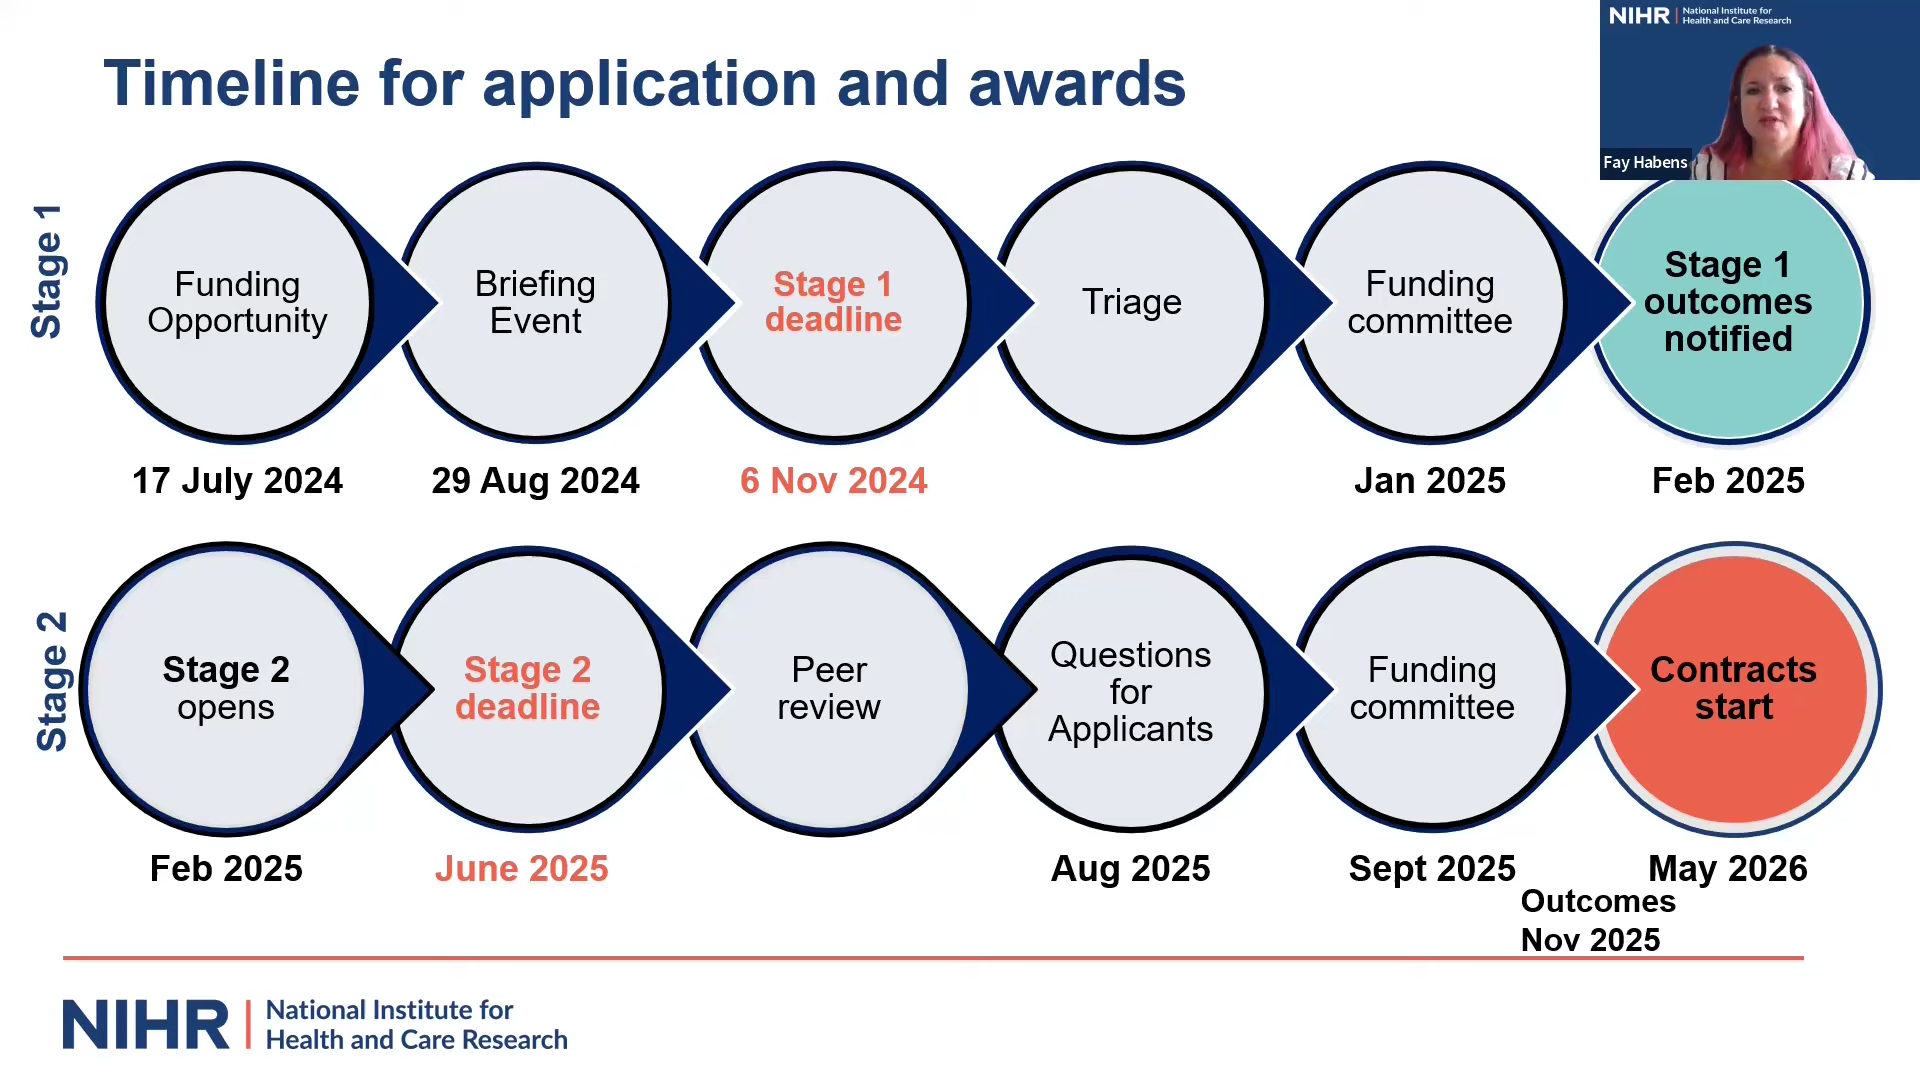 Timeline for application and awards
NIHR
National Institute for
Health and Care Research
Fay Habens
Stage 1
Funding
Opportunity
Briefing
Event
Stage 1
deadline
Triage
Funding
committee
Stage 1
outcomes
notified
17 July 2024
29 Aug 2024
6 Nov 2024
Jan 2025
Feb 2025
Stage 2
Stage 2
opens
Stage 2
deadline
Peer
review
Questions
for
Applicants
Funding
committee
Contracts
start
Feb 2025
June 2025
Aug 2025
Sept 2025
May 2026
Outcomes
Nov 2025
NIHR
National Institute for
Health and Care Research